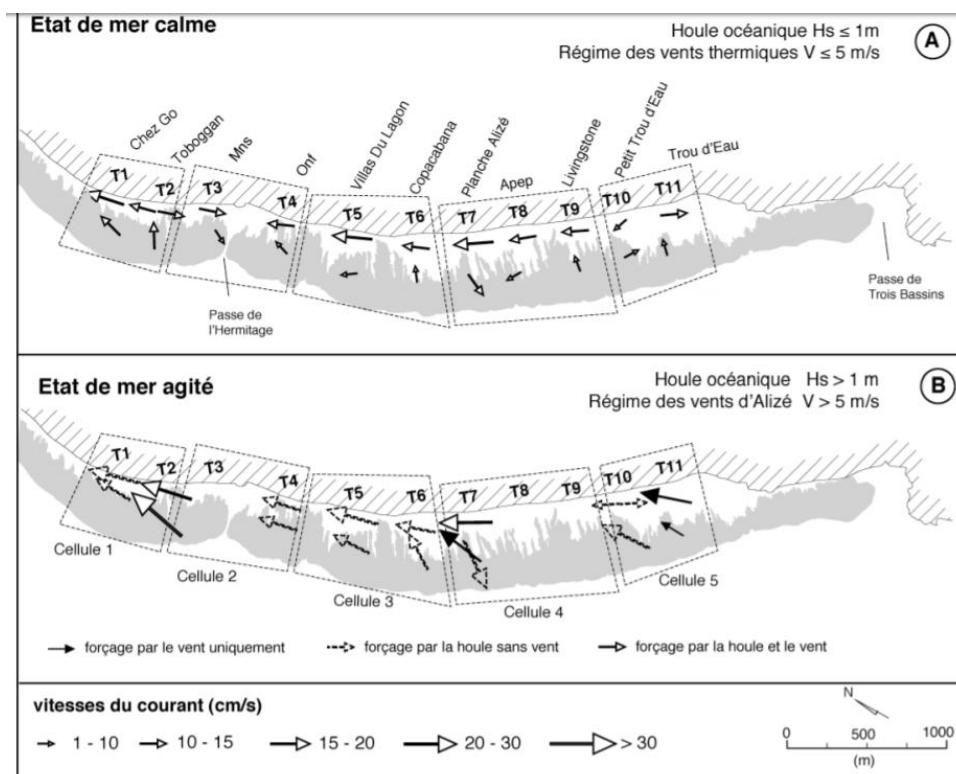 Etat de mer calme
Houle océanique Hs ≤ 1m
Régime des vents thermiques V ≤ 5 m/s
A
Chez Go
Toboggan
Mns
Onf
Villas Du Lagon
Copacabana
Planche Alizé
Apep
Livingstone
Petit Trou d'Eau
Trou d'Eau
T1
T2
T3
T4
T5
T6
T7
T8
T9
T10
T11
Passe de
l'Hermitage
Passe de
Trois Bassins
Etat de mer agité
Houle océanique Hs > 1 m
Régime des vents d'Alizé V > 5 m/s
B
T1
T2
T3
T4
T5
T6
T7
T8
T9
T10
T11
Cellule 1
Cellule 2
Cellule 3
Cellule 4
Cellule 5
forçage par le vent uniquement
forçage par la houle sans vent
forçage par la houle et le vent
vitesses du courant (cm/s)
1 - 10
10 - 15
15 - 20
20 - 30
> 30
N
0 500 1000
(m)